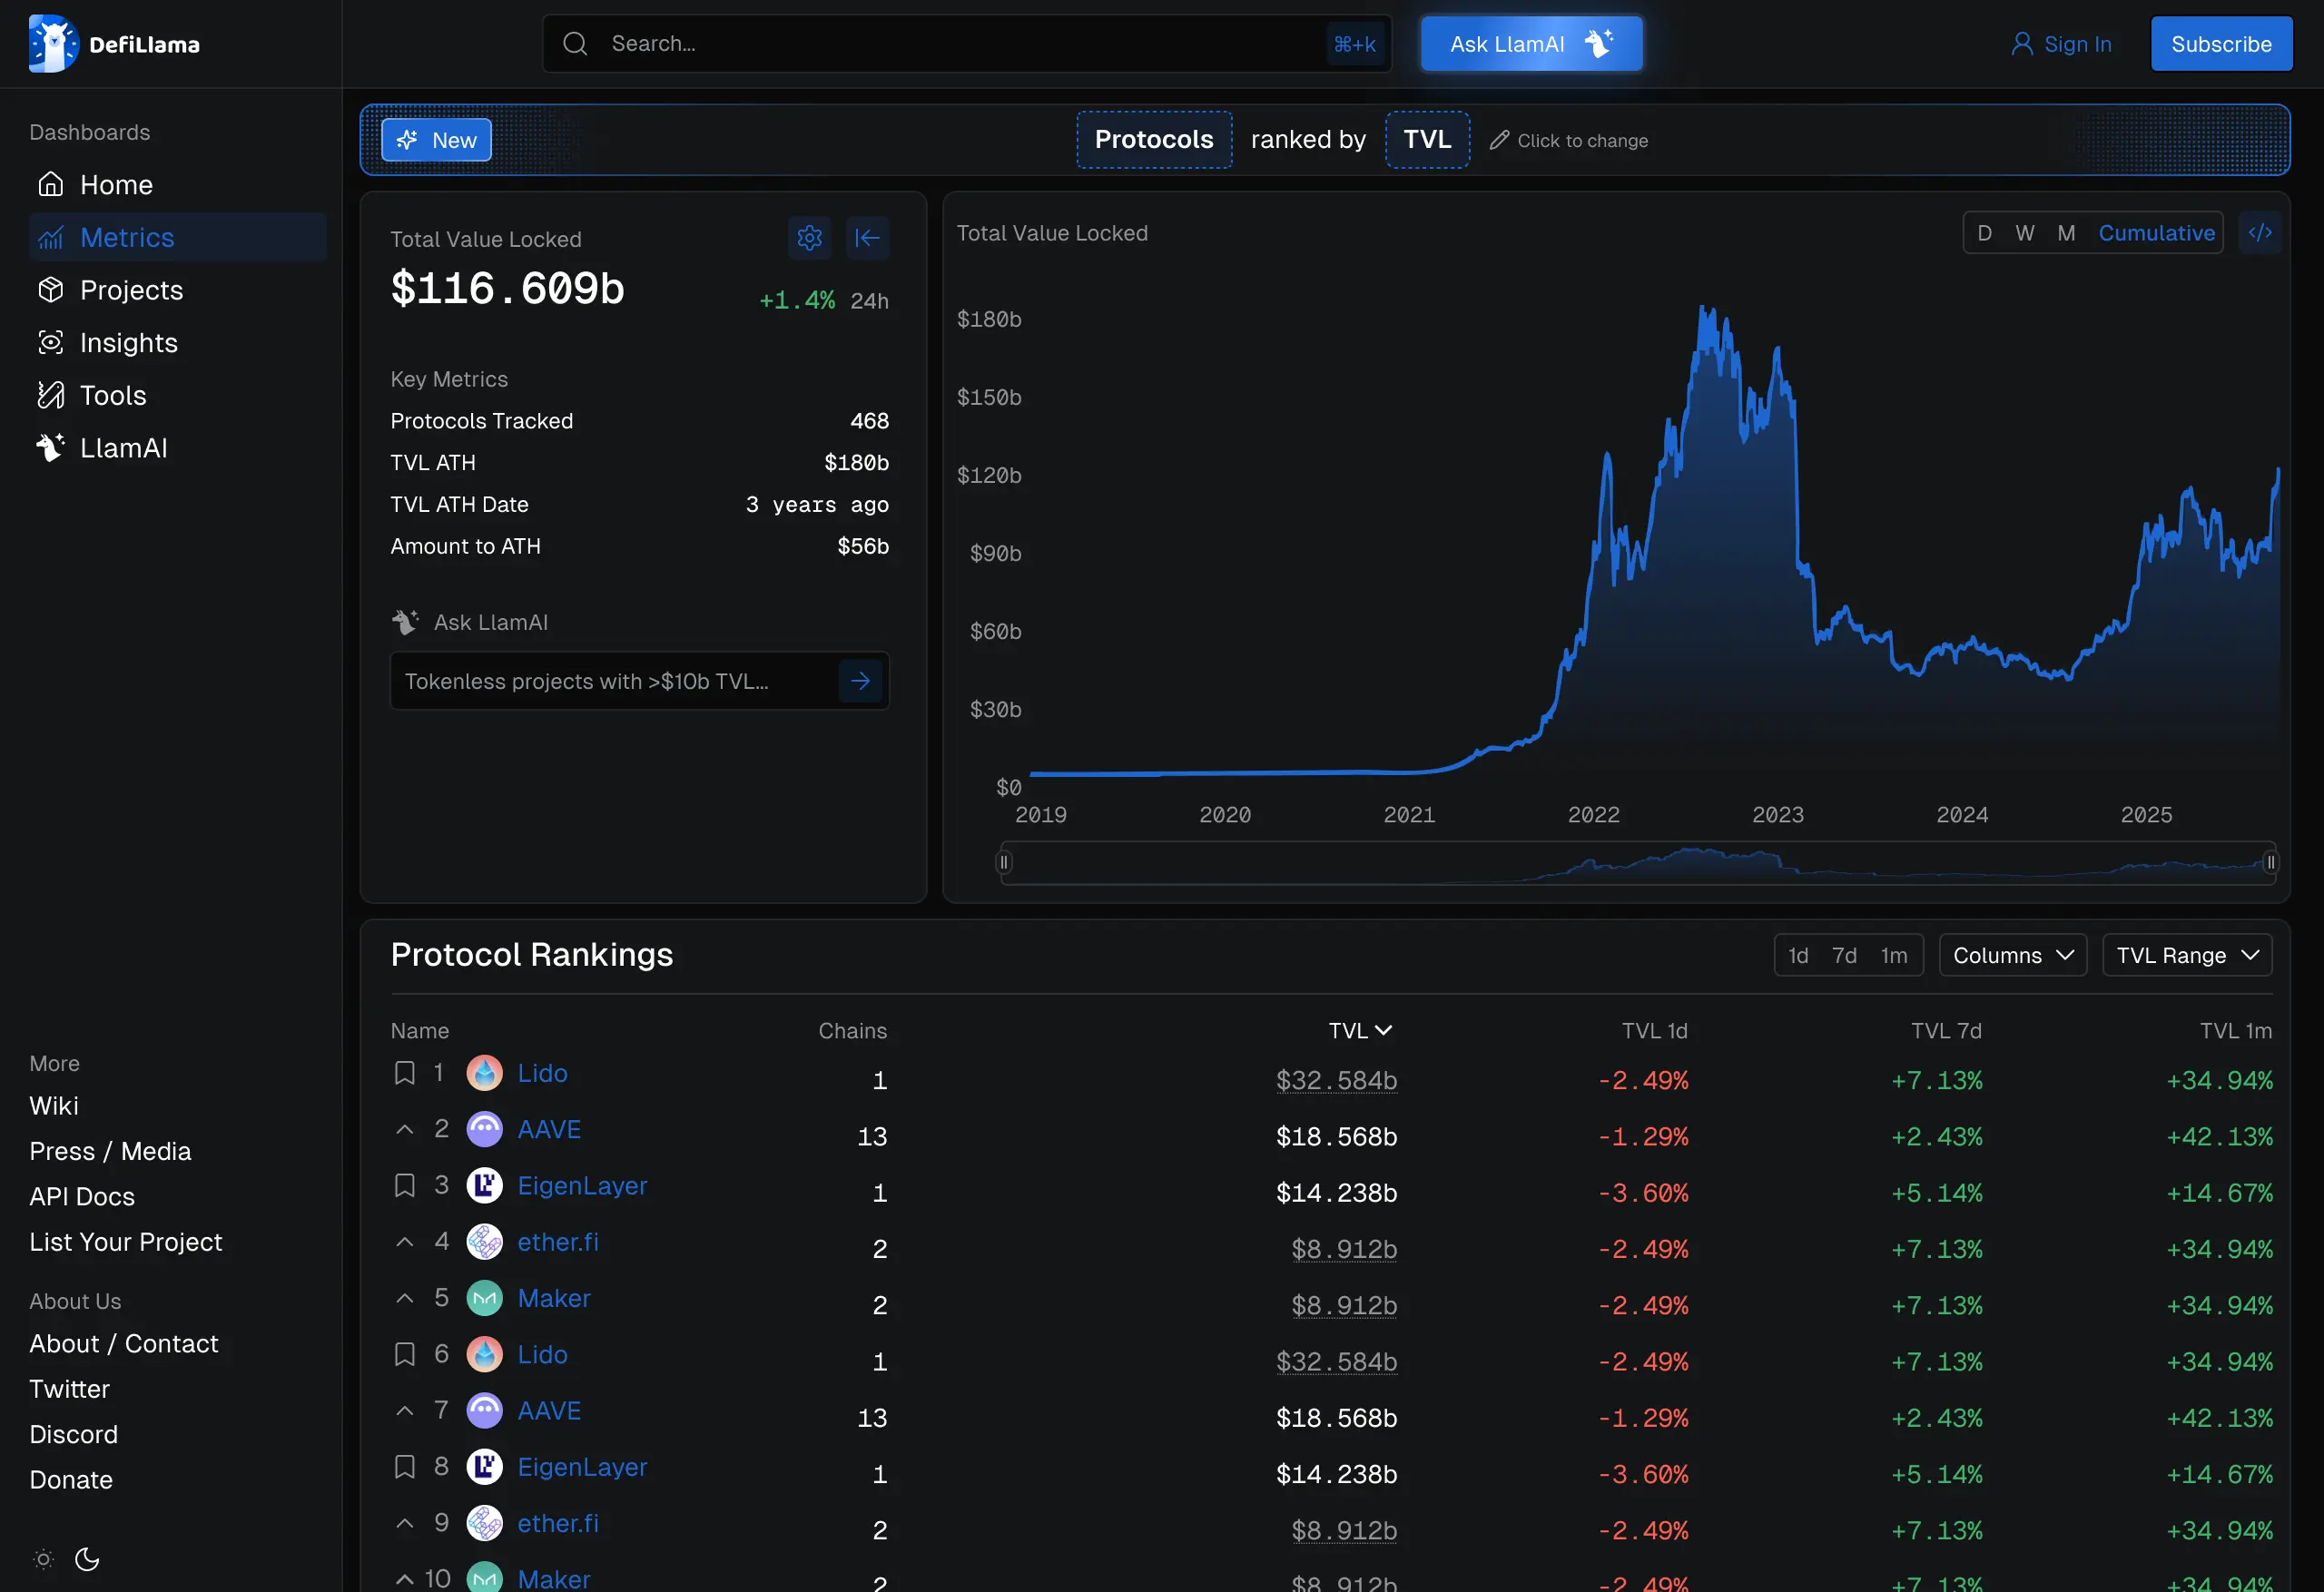 DefiLlama
Search...
⌘+k
Ask LlamAI
Sign In
Subscribe
Dashboards
Home
Metrics
Projects
Insights
Tools
LlamAI
More
Wiki
Press / Media
API Docs
List Your Project
About Us
About / Contact
Twitter
Discord
Donate
New
Protocols ranked by TVL Click to change
Total Value Locked
$116.609b
+1.4% 24h
Key Metrics
Protocols Tracked 468
TVL ATH $180b
TVL ATH Date 3 years ago
Amount to ATH $56b
Ask LlamAI
Tokenless projects with >$10b TVL...
Total Value Locked
D W M Cumulative </>
$180b
$150b
$120b
$90b
$60b
$30b
$0
2019 2020 2021 2022 2023 2024 2025
Protocol Rankings
1d 7d 1m
Columns
TVL Range
Name Chains TVL TVL 1d TVL 7d TVL 1m
1 Lido 1 $32.584b -2.49% +7.13% +34.94%
2 AAVE 13 $18.568b -1.29% +2.43% +42.13%
3 EigenLayer 1 $14.238b -3.60% +5.14% +14.67%
4 ether.fi 2 $8.912b -2.49% +7.13% +34.94%
5 Maker 2 $8.912b -2.49% +7.13% +34.94%
6 Lido 1 $32.584b -2.49% +7.13% +34.94%
7 AAVE 13 $18.568b -1.29% +2.43% +42.13%
8 EigenLayer 1 $14.238b -3.60% +5.14% +14.67%
9 ether.fi 2 $8.912b -2.49% +7.13% +34.94%
10 Maker 2 $8.912b -2.49% +7.13% +34.94%